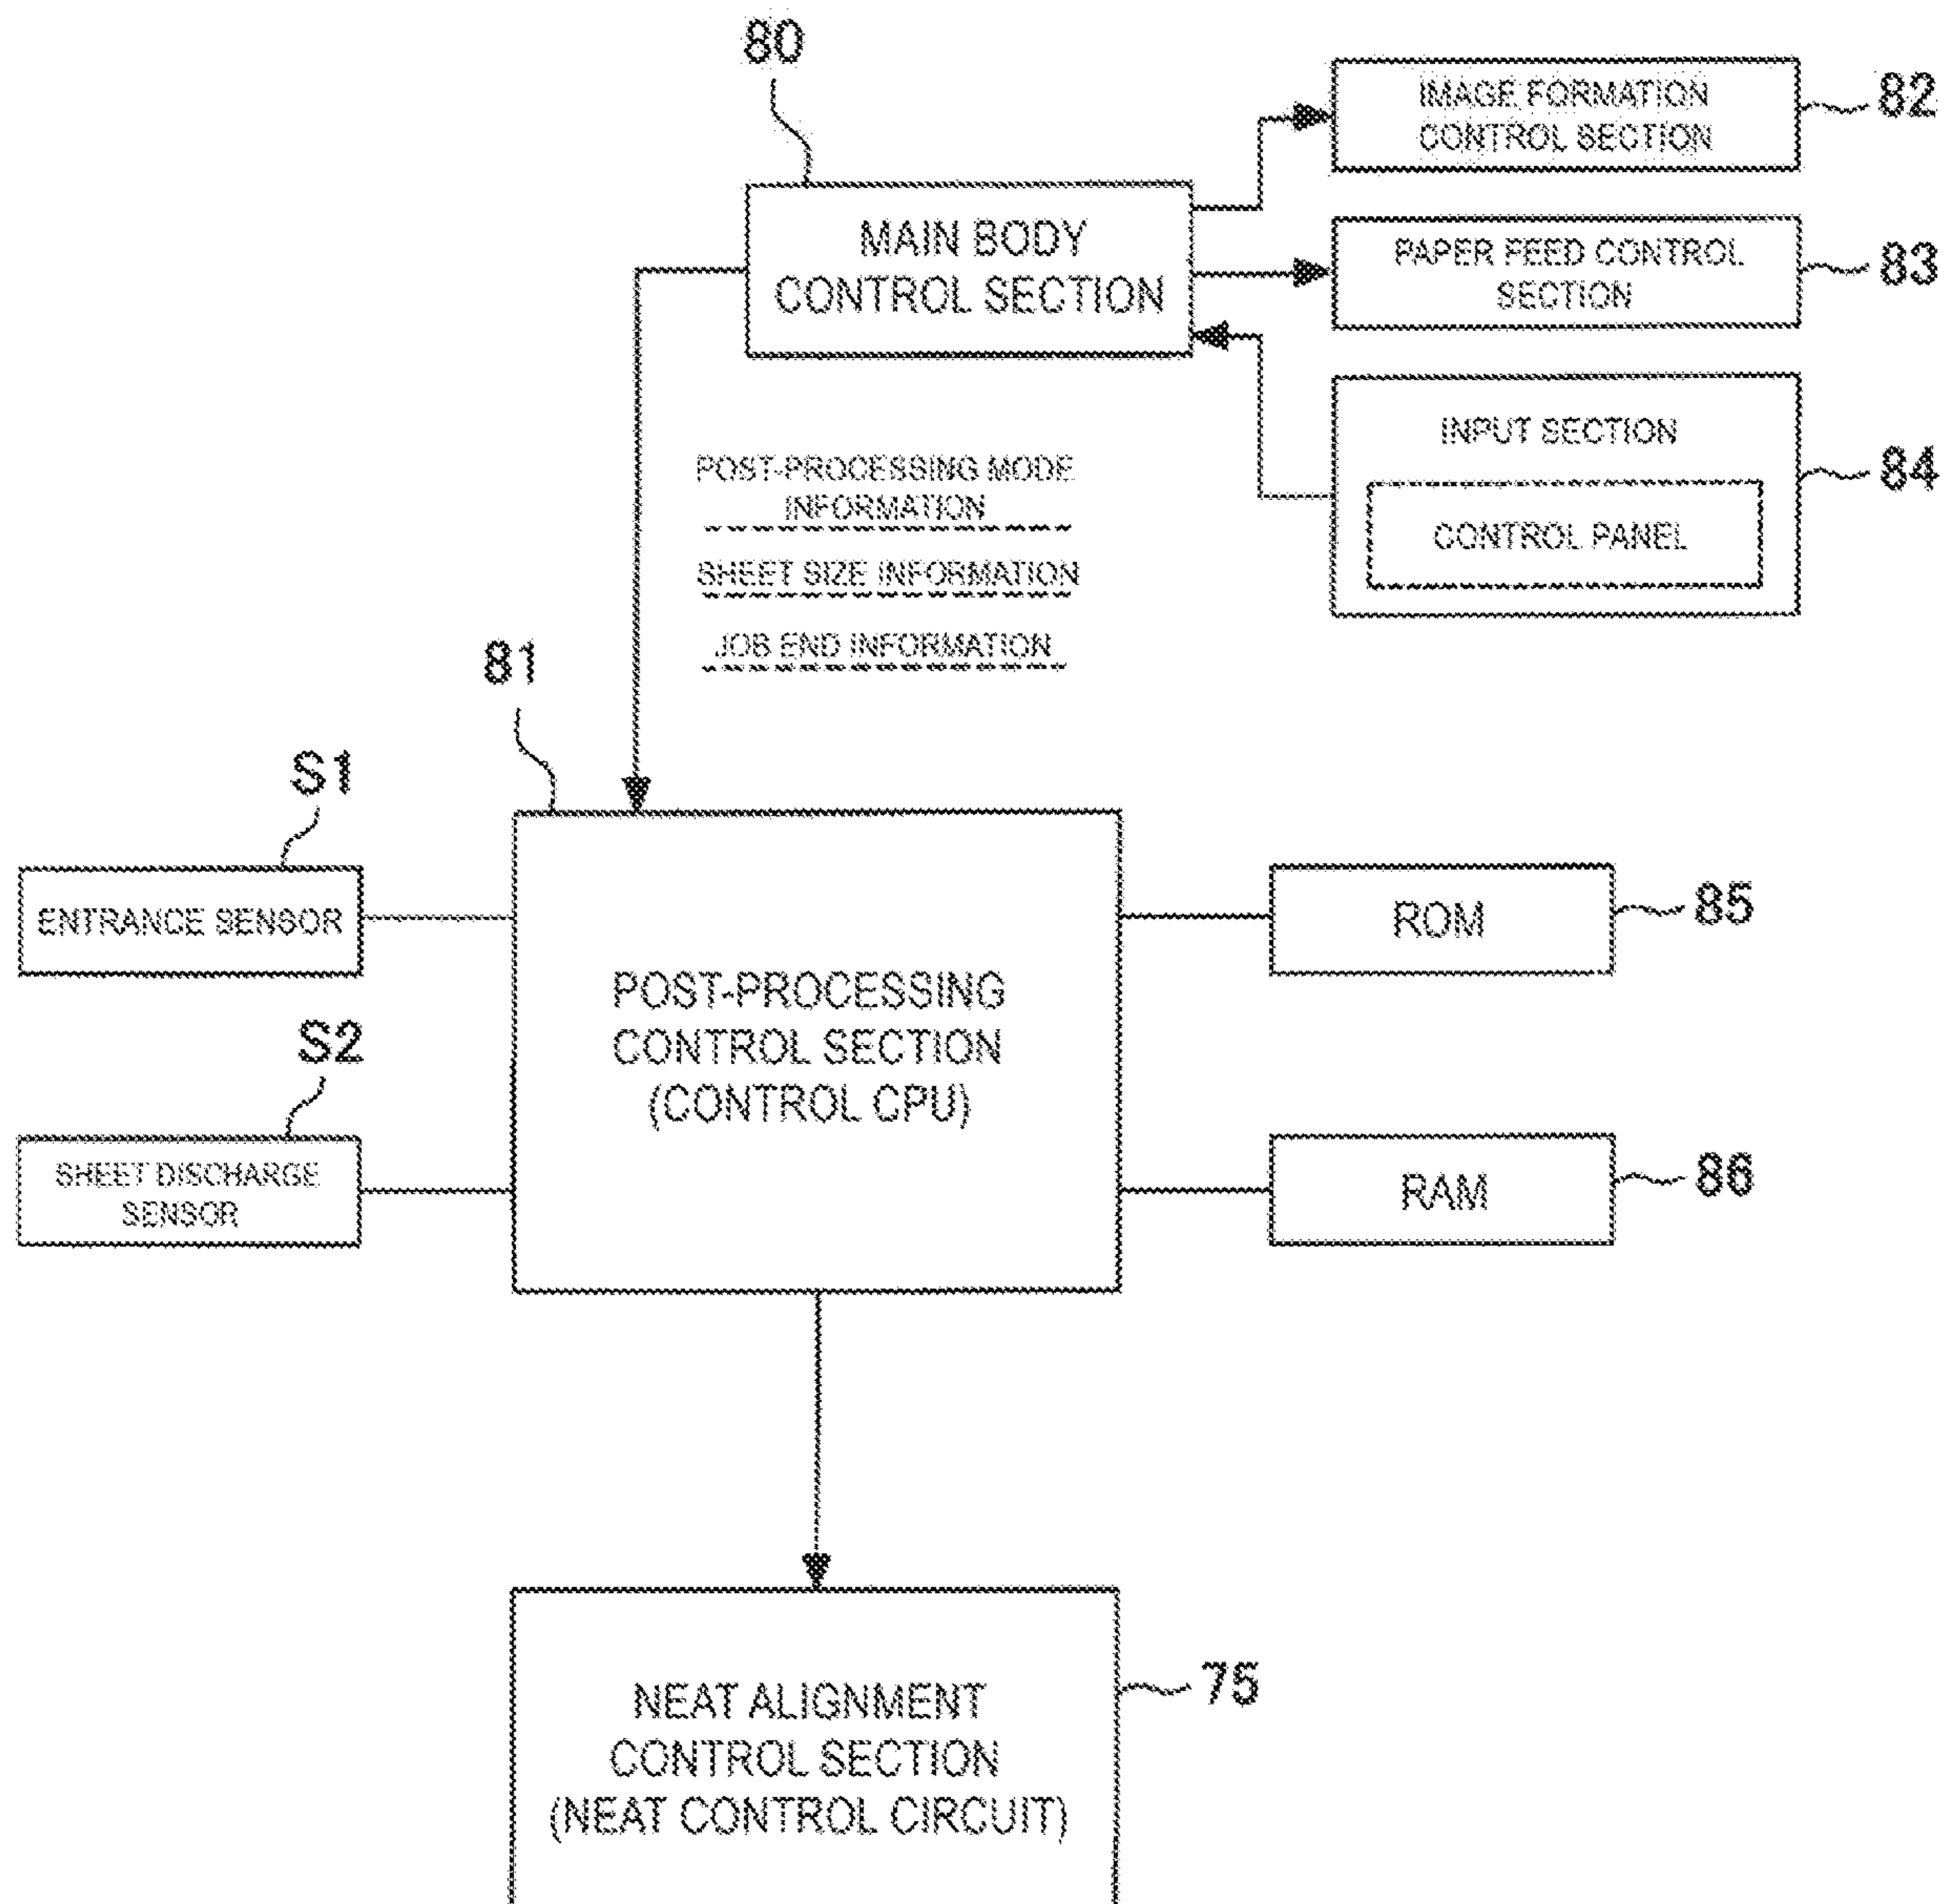 80
IMAGE FORMATION
CONTROL SECTION
82
MAIN BODY
CONTROL SECTION
PAPER FEED CONTROL
SECTION
83
INPUT SECTION
CONTROL PANEL
84
POST-PROCESSING MODE
INFORMATION
SHEET SIZE INFORMATION
JOB END INFORMATION
81
S1
ENTRANCE SENSOR
ROM
85
POST-PROCESSING
CONTROL SECTION
(CONTROL CPU)
S2
SHEET DISCHARGE
SENSOR
RAM
86
NEAT ALIGNMENT
CONTROL SECTION
(NEAT CONTROL CIRCUIT)
75